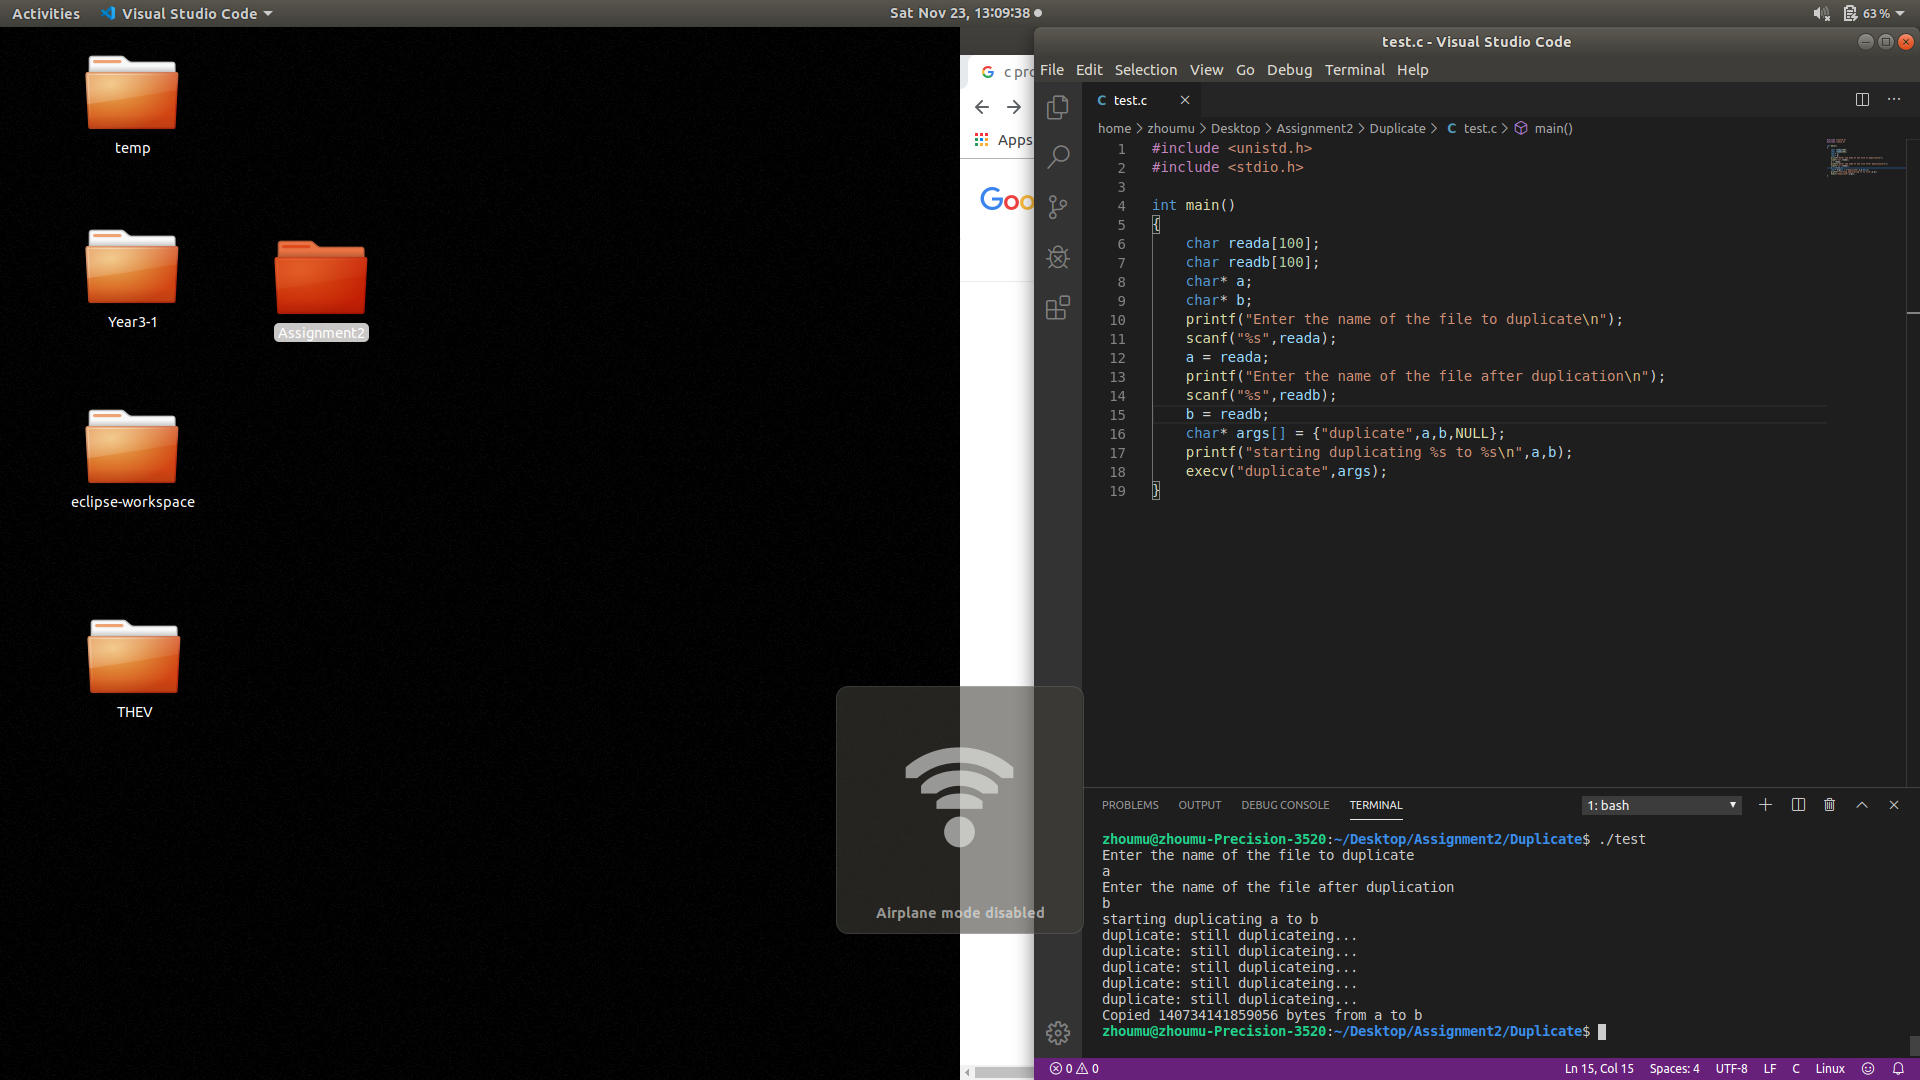 Activities
Visual Studio Code
Sat Nov 23, 13:09:38
63 %
temp
Year3-1
Assignment2
eclipse-workspace
THEV
c pro
Apps
Goo
Airplane mode disabled
test.c - Visual Studio Code
File Edit Selection View Go Debug Terminal Help
C test.c
home > zhoumu > Desktop > Assignment2 > Duplicate > C test.c > main()
1 #include <unistd.h>
2 #include <stdio.h>
3
4 int main()
5 {
6     char reada[100];
7     char readb[100];
8     char* a;
9     char* b;
10     printf("Enter the name of the file to duplicate\n");
11     scanf("%s",reada);
12     a = reada;
13     printf("Enter the name of the file after duplication\n");
14     scanf("%s",readb);
15     b = readb;
16     char* args[] = {"duplicate",a,b,NULL};
17     printf("starting duplicating %s to %s\n",a,b);
18     execv("duplicate",args);
19 }
PROBLEMS OUTPUT DEBUG CONSOLE TERMINAL 1: bash
zhoumu@zhoumu-Precision-3520:~/Desktop/Assignment2/Duplicate$ ./test
Enter the name of the file to duplicate
a
Enter the name of the file after duplication
b
starting duplicating a to b
duplicate: still duplicateing...
duplicate: still duplicateing...
duplicate: still duplicateing...
duplicate: still duplicateing...
duplicate: still duplicateing...
Copied 140734141859056 bytes from a to b
zhoumu@zhoumu-Precision-3520:~/Desktop/Assignment2/Duplicate$
0 0 Ln 15, Col 15 Spaces: 4 UTF-8 LF C Linux